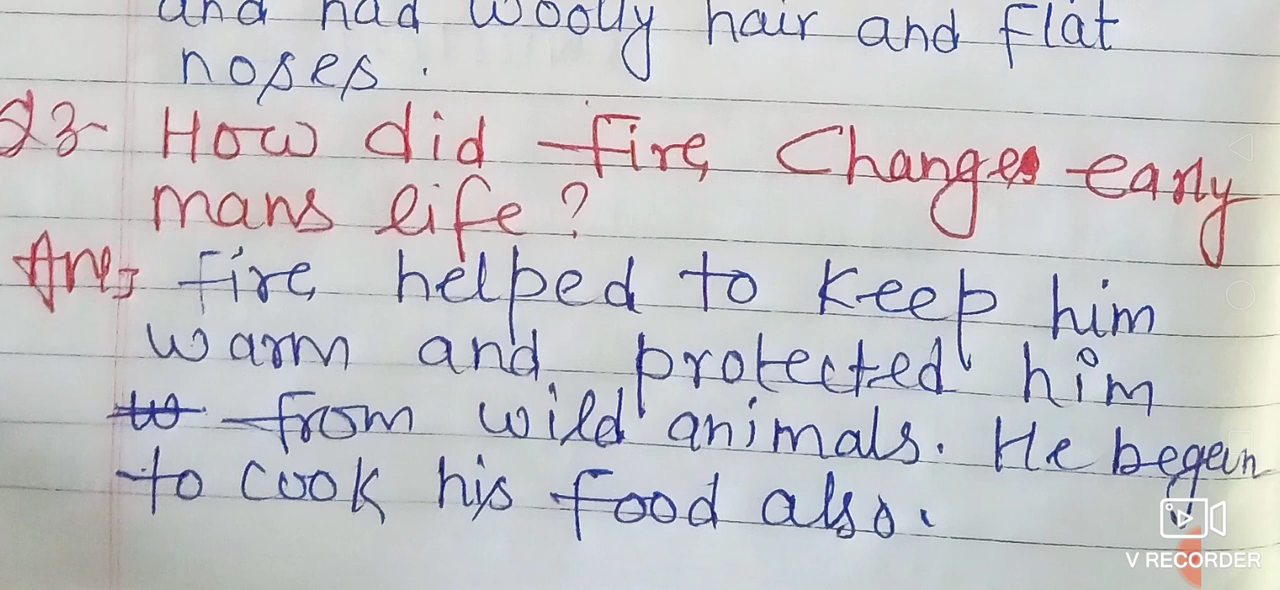 and had woolly hair and flat
noses.
Q3- How did fire changes early
mans life?
Ans fire helped to keep him
warm and protected him
to from wild animals. He began
to cook his food also.
V RECORDER